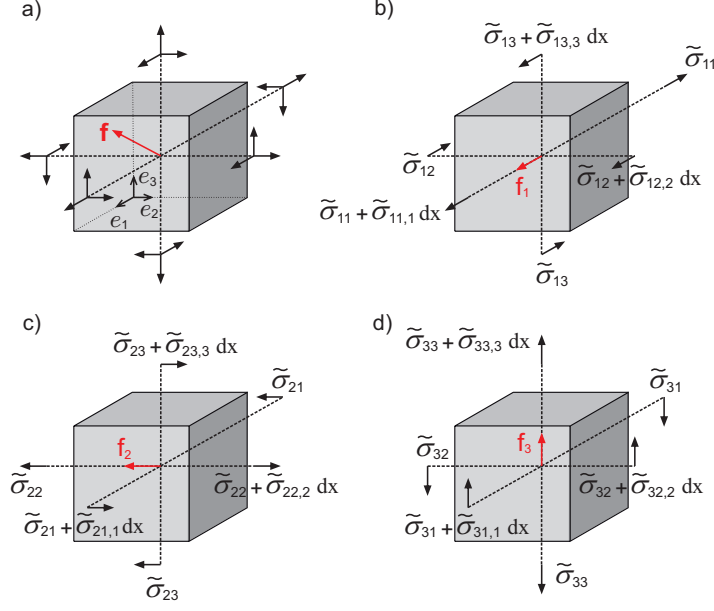 a)
f
e₃
e₂
e₁
b)
σ̃₁₃ + σ̃₁₃,₃ dx
σ̃₁₁
σ̃₁₂
f₁
σ̃₁₂ + σ̃₁₂,₂ dx
σ̃₁₁ + σ̃₁₁,₁ dx
σ̃₁₃
c)
σ̃₂₃ + σ̃₂₃,₃ dx
σ̃₂₁
f₂
σ̃₂₂
σ̃₂₂ + σ̃₂₂,₂ dx
σ̃₂₁ + σ̃₂₁,₁ dx
σ̃₂₃
d)
σ̃₃₃ + σ̃₃₃,₃ dx
σ̃₃₁
σ̃₃₂
f₃
σ̃₃₂ + σ̃₃₂,₂ dx
σ̃₃₁ + σ̃₃₁,₁ dx
σ̃₃₃